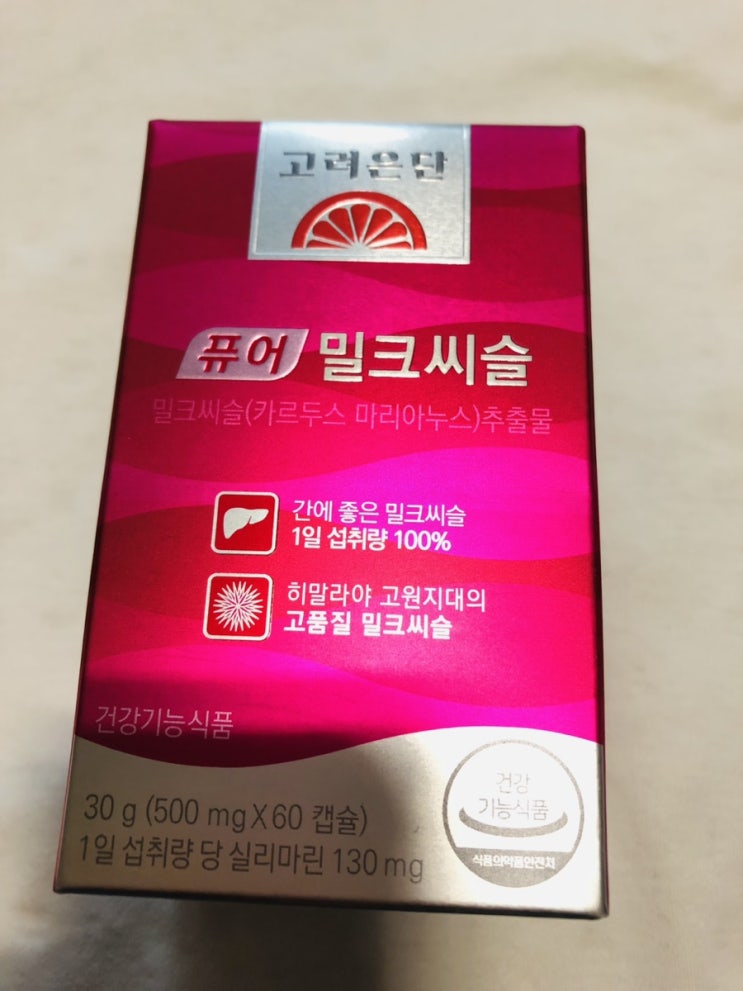 고려은단
퓨어 밀크씨슬
밀크씨슬(카르두스 마리아누스)추출물
간에 좋은 밀크씨슬
1일 섭취량 100%
히말라야 고원지대의
고품질 밀크씨슬
건강기능식품
30 g (500 mg X 60 캡슐)
1일 섭취량 당 실리마린 130 mg
건강
기능식품
식품의약품안전처